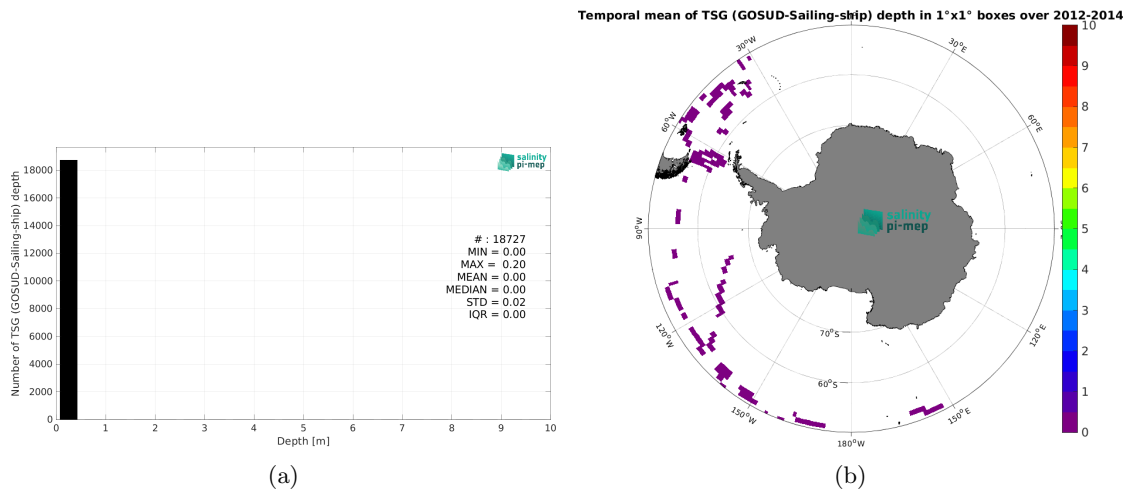 Number of TSG (GOSUD-Sailing-ship) depth
18000
16000
14000
12000
10000
8000
6000
4000
2000
0
0 1 2 3 4 5 6 7 8 9 10
Depth [m]
salinity
pi-mep
# : 18727
MIN = 0.00
MAX = 0.20
MEAN = 0.00
MEDIAN = 0.00
STD = 0.02
IQR = 0.00
(a)
Temporal mean of TSG (GOSUD-Sailing-ship) depth in 1°x1° boxes over 2012-2014
30°W
30°E
60°W
60°E
90°W
120°W
120°E
150°W
150°E
180°W
70°S
60°S
salinity
pi-mep
10
9
8
7
6
5
4
3
2
1
0
(b)